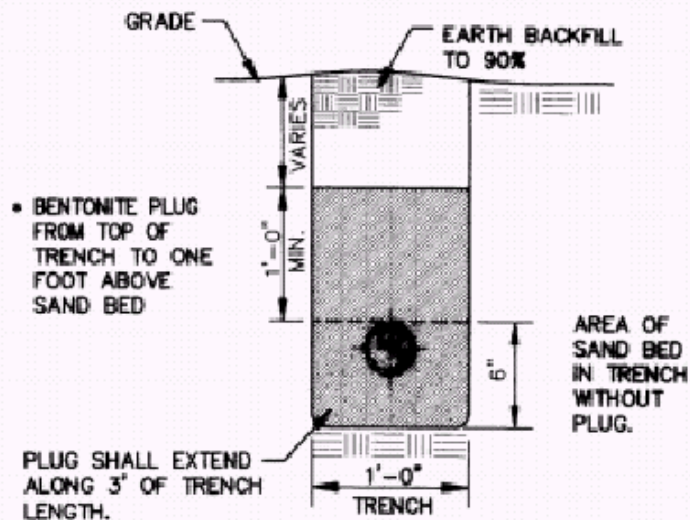 GRADE
EARTH BACKFILL
TO 90%
VARIES
• BENTONITE PLUG
FROM TOP OF
TRENCH TO ONE
FOOT ABOVE
SAND BED
1'-0"
MIN.
AREA OF
SAND BED
IN TRENCH
WITHOUT
PLUG.
6"
PLUG SHALL EXTEND
ALONG 3" OF TRENCH
LENGTH.
1'-0"
TRENCH